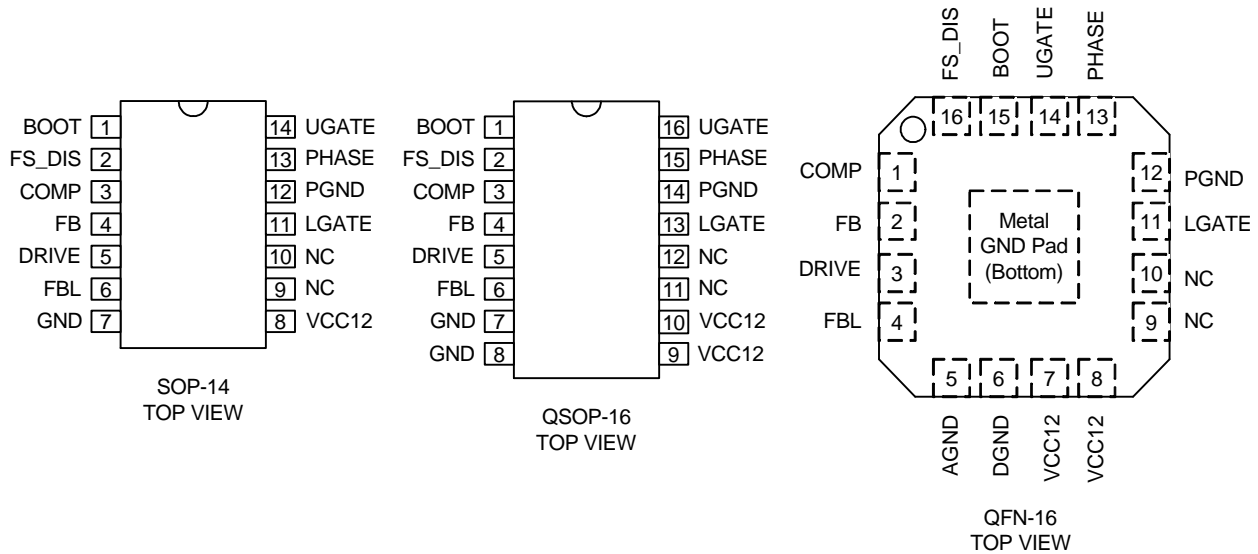 BOOT 1 14 UGATE
FS_DIS 2 13 PHASE
COMP 3 12 PGND
FB 4 11 LGATE
DRIVE 5 10 NC
FBL 6 9 NC
GND 7 8 VCC12
SOP-14
TOP VIEW
BOOT 1 16 UGATE
FS_DIS 2 15 PHASE
COMP 3 14 PGND
FB 4 13 LGATE
DRIVE 5 12 NC
FBL 6 11 NC
GND 7 10 VCC12
GND 8 9 VCC12
QSOP-16
TOP VIEW
FS_DIS BOOT UGATE PHASE
16 15 14 13
COMP 1 12 PGND
FB 2 11 LGATE
DRIVE 3 10 NC
FBL 4 9 NC
Metal
GND Pad
(Bottom)
5 6 7 8
AGND DGND VCC12 VCC12
QFN-16
TOP VIEW